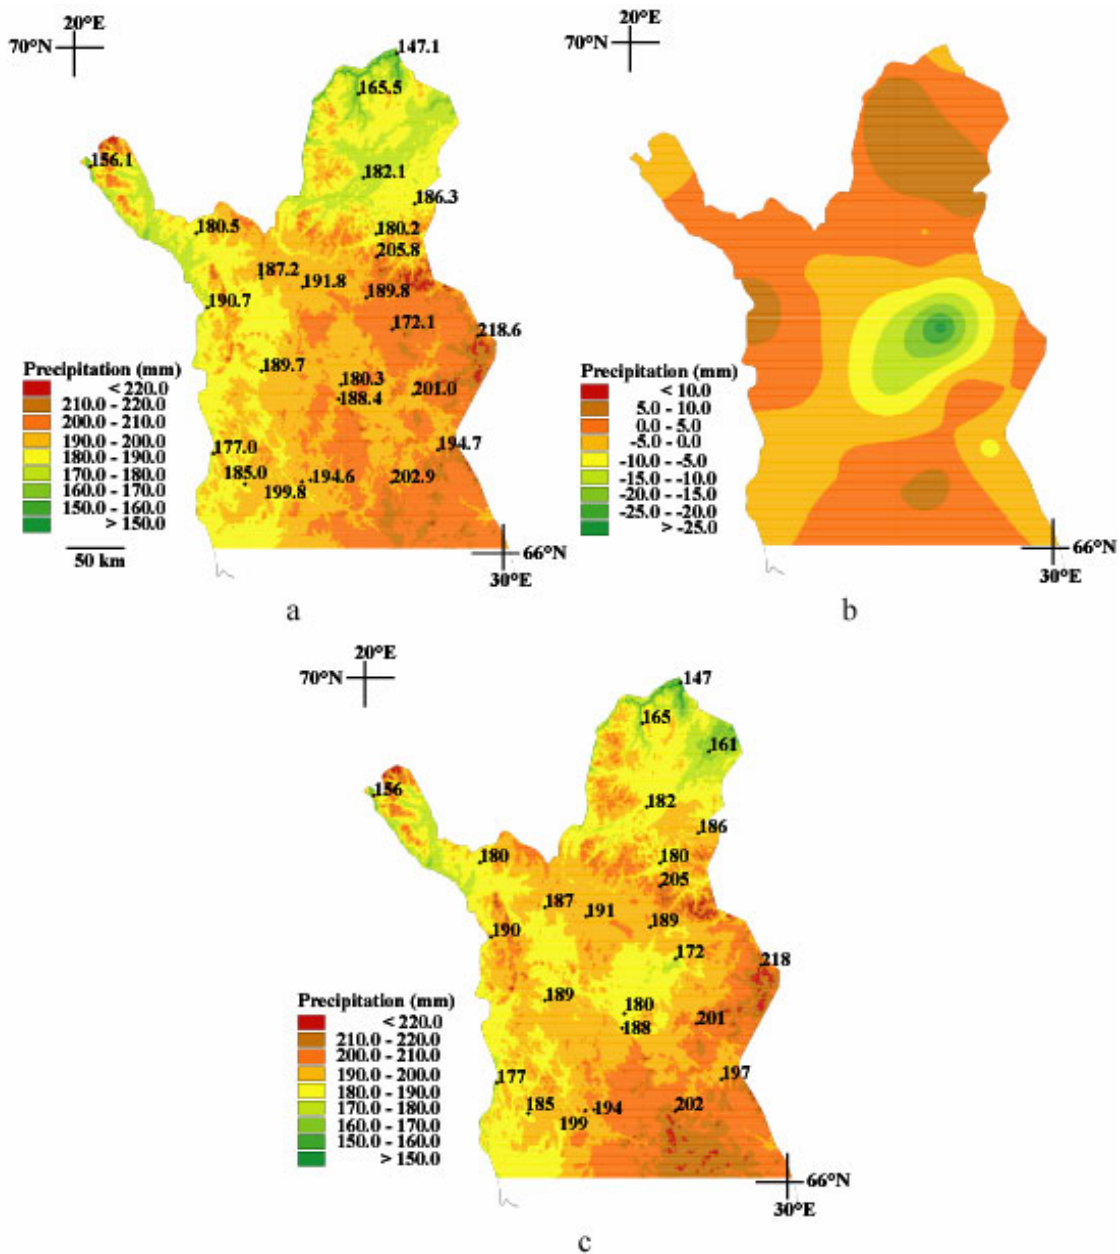 20°E
70°N
147.1
165.5
156.1
182.1
186.3
180.5
180.2
205.8
187.2
191.8
189.8
190.7
172.1
218.6
189.7
180.3
188.4
201.0
177.0
194.7
185.0
194.6
202.9
199.8
Precipitation (mm)
< 220.0
210.0 - 220.0
200.0 - 210.0
190.0 - 200.0
180.0 - 190.0
170.0 - 180.0
160.0 - 170.0
150.0 - 160.0
> 150.0
50 km
66°N
30°E
a
20°E
70°N
Precipitation (mm)
< 10.0
5.0 - 10.0
0.0 - 5.0
-5.0 - 0.0
-10.0 - -5.0
-15.0 - -10.0
-20.0 - -15.0
-25.0 - -20.0
> -25.0
66°N
30°E
b
20°E
70°N
147
165
161
156
182
186
180
180
205
187
191
189
190
172
218
189
180
188
201
177
197
185
194
202
199
Precipitation (mm)
< 220.0
210.0 - 220.0
200.0 - 210.0
190.0 - 200.0
180.0 - 190.0
170.0 - 180.0
160.0 - 170.0
150.0 - 160.0
> 150.0
66°N
30°E
c